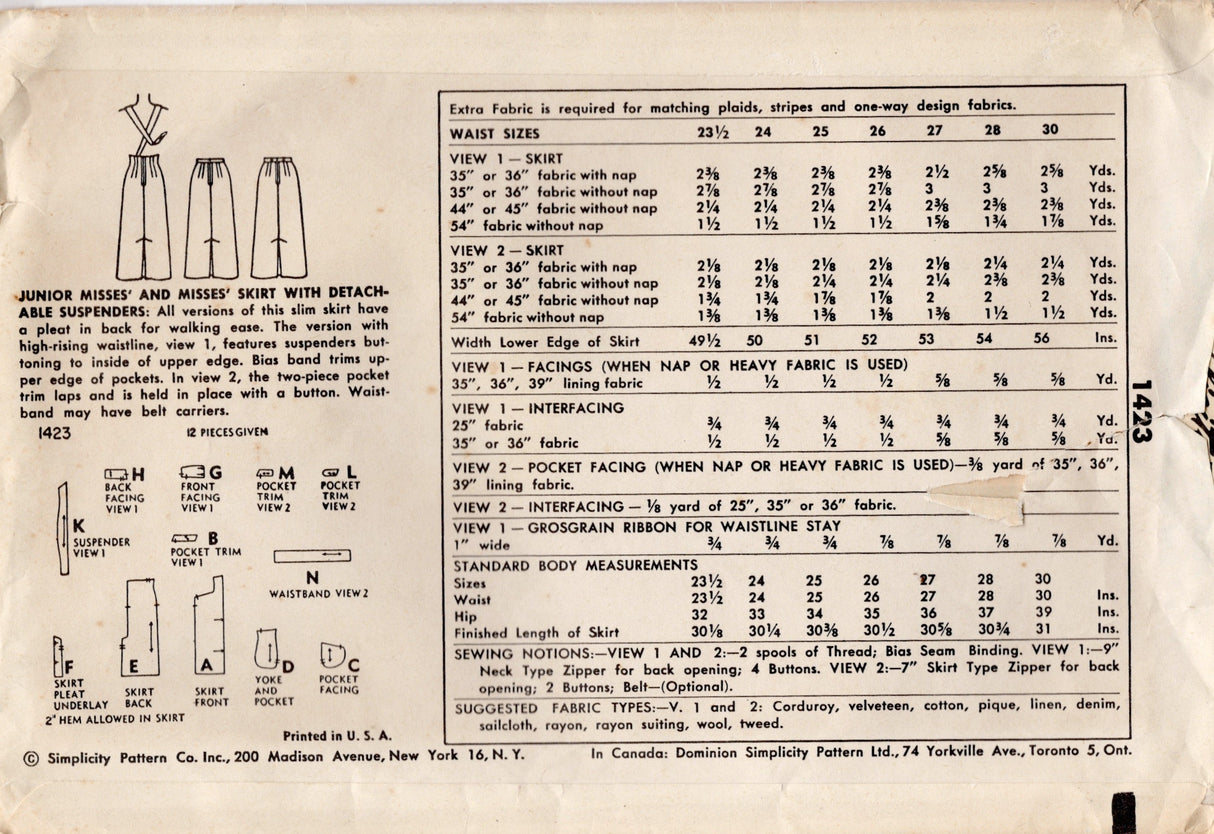 JUNIOR MISSES' AND MISSES' SKIRT WITH DETACH-
ABLE SUSPENDERS: All versions of this slim skirt have
a pleat in back for walking ease. The version with
high-rising waistline, view 1, features suspenders but-
toning to inside of upper edge. Bias band trims up-
per edge of pockets. In view 2, the two-piece pocket
trim laps and is held in place with a button. Waist-
band may have belt carriers.
1423 12 PIECES GIVEN
H
BACK
FACING
VIEW 1
G
FRONT
FACING
VIEW 1
M
POCKET
TRIM
VIEW 2
L
POCKET
TRIM
VIEW 2
K
SUSPENDER
VIEW 1
B
POCKET TRIM
VIEW 1
N
WAISTBAND VIEW 2
F
SKIRT
PLEAT
UNDERLAY
E
SKIRT
BACK
A
SKIRT
FRONT
D
YOKE
AND
POCKET
C
POCKET
FACING
2" HEM ALLOWED IN SKIRT
Printed in U. S. A.
Extra Fabric is required for matching plaids, stripes and one-way design fabrics.
WAIST SIZES 23½ 24 25 26 27 28 30
VIEW 1 — SKIRT
35" or 36" fabric with nap 2⅜ 2⅜ 2⅜ 2⅜ 2½ 2⅝ 2⅝ Yds.
35" or 36" fabric without nap 2⅞ 2⅞ 2⅞ 2⅞ 3 3 3 Yds.
44" or 45" fabric without nap 2¼ 2¼ 2¼ 2¼ 2⅜ 2⅜ 2⅜ Yds.
54" fabric without nap 1½ 1½ 1½ 1½ 1⅝ 1¾ 1⅞ Yds.
VIEW 2 — SKIRT
35" or 36" fabric with nap 2⅛ 2⅛ 2⅛ 2⅛ 2⅛ 2¼ 2¼ Yds.
35" or 36" fabric without nap 2⅛ 2⅛ 2¼ 2¼ 2¼ 2⅜ 2⅜ Yds.
44" or 45" fabric without nap 1¾ 1¾ 1⅞ 1⅞ 2 2 2 Yds.
54" fabric without nap 1⅜ 1⅜ 1⅜ 1⅜ 1⅜ 1½ 1½ Yds.
Width Lower Edge of Skirt 49½ 50 51 52 53 54 56 Ins.
VIEW 1 — FACINGS (WHEN NAP OR HEAVY FABRIC IS USED)
35", 36", 39" lining fabric ½ ½ ½ ½ ⅝ ⅝ ⅝ Yd.
VIEW 1 — INTERFACING
25" fabric ¾ ¾ ¾ ¾ ¾ ¾ ¾ Yd.
35" or 36" fabric ½ ½ ½ ½ ⅝ ⅝ ⅝ Yd.
VIEW 2 — POCKET FACING (WHEN NAP OR HEAVY FABRIC IS USED)—⅜ yard of 35", 36",
39" lining fabric.
VIEW 2 — INTERFACING — ⅛ yard of 25", 35" or 36" fabric.
VIEW 1 — GROSGRAIN RIBBON FOR WAISTLINE STAY
1" wide ¾ ¾ ¾ ⅞ ⅞ ⅞ ⅞ Yd.
STANDARD BODY MEASUREMENTS
Sizes 23½ 24 25 26 27 28 30
Waist 23½ 24 25 26 27 28 30 Ins.
Hip 32 33 34 35 36 37 39 Ins.
Finished Length of Skirt 30⅛ 30¼ 30⅜ 30½ 30⅝ 30¾ 31 Ins.
SEWING NOTIONS:—VIEW 1 AND 2:—2 spools of Thread; Bias Seam Binding. VIEW 1:—9"
Neck Type Zipper for back opening; 4 Buttons. VIEW 2:—7" Skirt Type Zipper for back
opening; 2 Buttons; Belt—(Optional).
SUGGESTED FABRIC TYPES:—V. 1 and 2: Corduroy, velveteen, cotton, pique, linen, denim,
sailcloth, rayon, rayon suiting, wool, tweed.
1423
© Simplicity Pattern Co. Inc., 200 Madison Avenue, New York 16, N. Y. In Canada: Dominion Simplicity Pattern Ltd., 74 Yorkville Ave., Toronto 5, Ont.